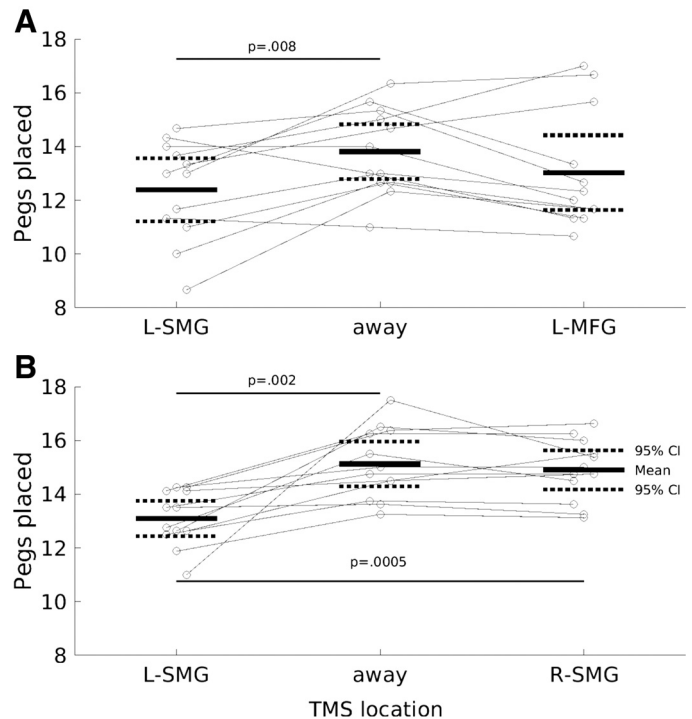 A
18
16
14
12
10
8
Pegs placed
p=.008
L-SMG away L-MFG
B
18
16
14
12
10
8
Pegs placed
p=.002
95% CI
Mean
95% CI
p=.0005
L-SMG away R-SMG
TMS location